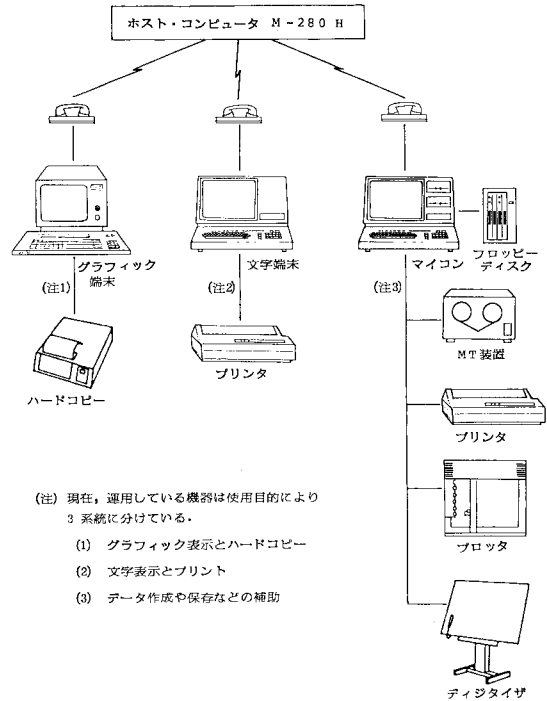 ホスト・コンピュータ M-280 H
グラフィック
端末
(注1)
ハードコピー
文字端末
(注2)
プリンタ
マイコン
(注3)
フロッピー
ディスク
MT装置
プリンタ
プロッタ
ディジタイザ
(注) 現在,運用している機器は使用目的により
3 系統に分けている.
(1) グラフィック表示とハードコピー
(2) 文字表示とプリント
(3) データ作成や保存などの補助